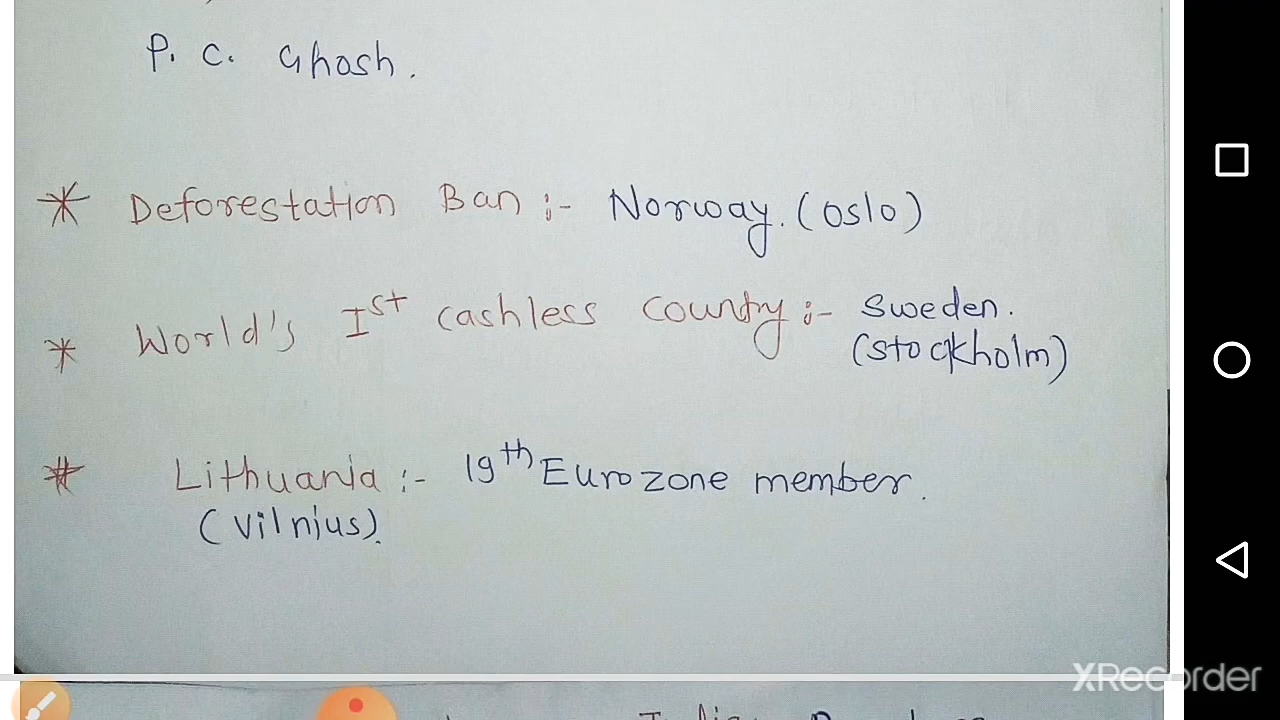 P. C. Ghosh.
* Deforestation Ban :- Norway. (Oslo)
* World's Ist cashless country :- Sweden.
(Stockholm)
# Lithuania :- 19th Eurozone member.
(Vilnius).
XRecorder